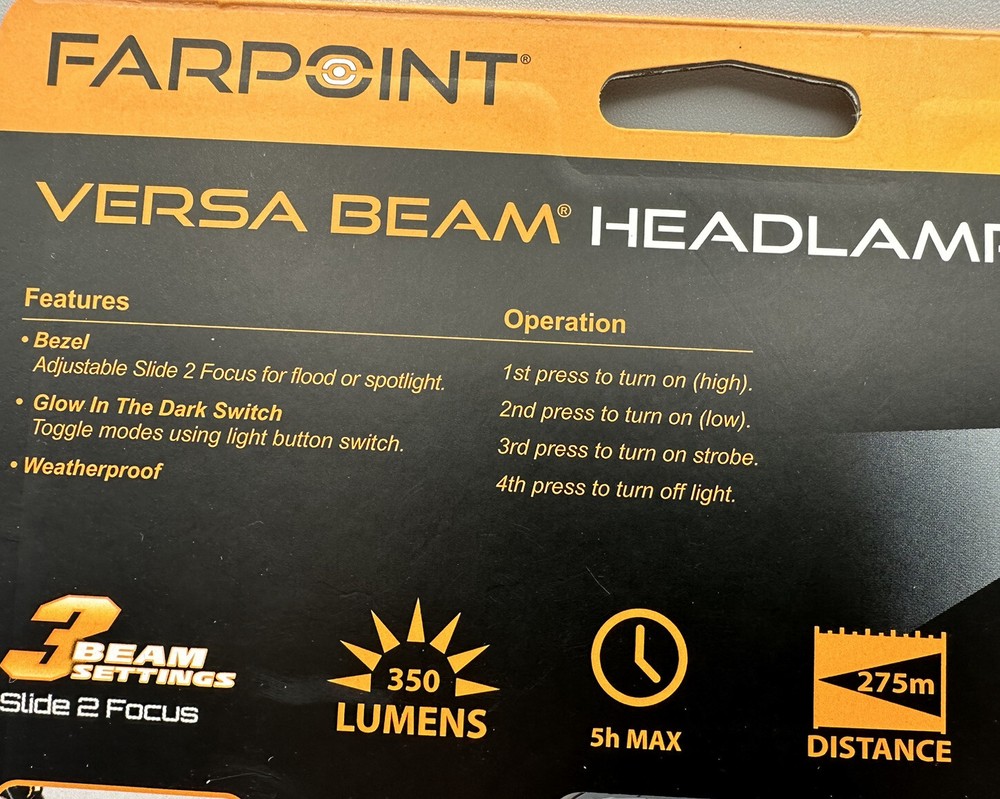 FARPOINT®
VERSA BEAM® HEADLAMP
Features
• Bezel
Adjustable Slide 2 Focus for flood or spotlight.
• Glow In The Dark Switch
Toggle modes using light button switch.
• Weatherproof
Operation
1st press to turn on (high).
2nd press to turn on (low).
3rd press to turn on strobe.
4th press to turn off light.
3 BEAM
SETTINGS
Slide 2 Focus
350
LUMENS
5h MAX
275m
DISTANCE